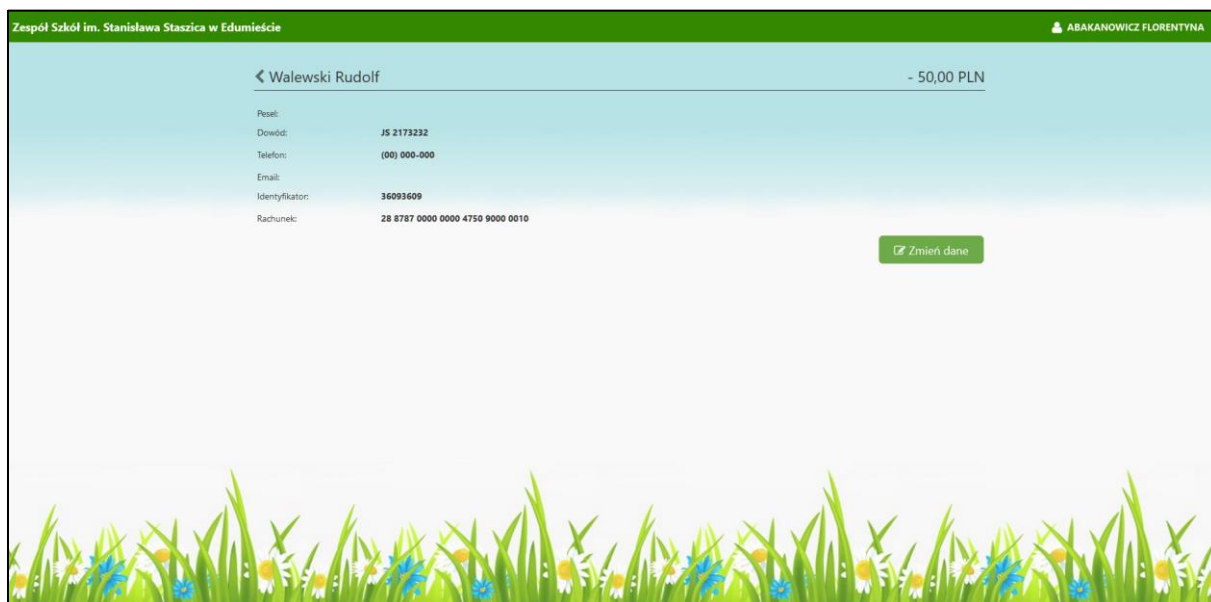 Zespół Szkół im. Stanisława Staszica w Edumieście ABAKANOWICZ FLORENTYNA
Walewski Rudolf - 50,00 PLN
Pesel:
Dowód: JS 2173232
Telefon: (00) 000-000
Email:
Identyfikator: 36093609
Rachunek: 28 8787 0000 0000 4750 9000 0010
Zmień dane